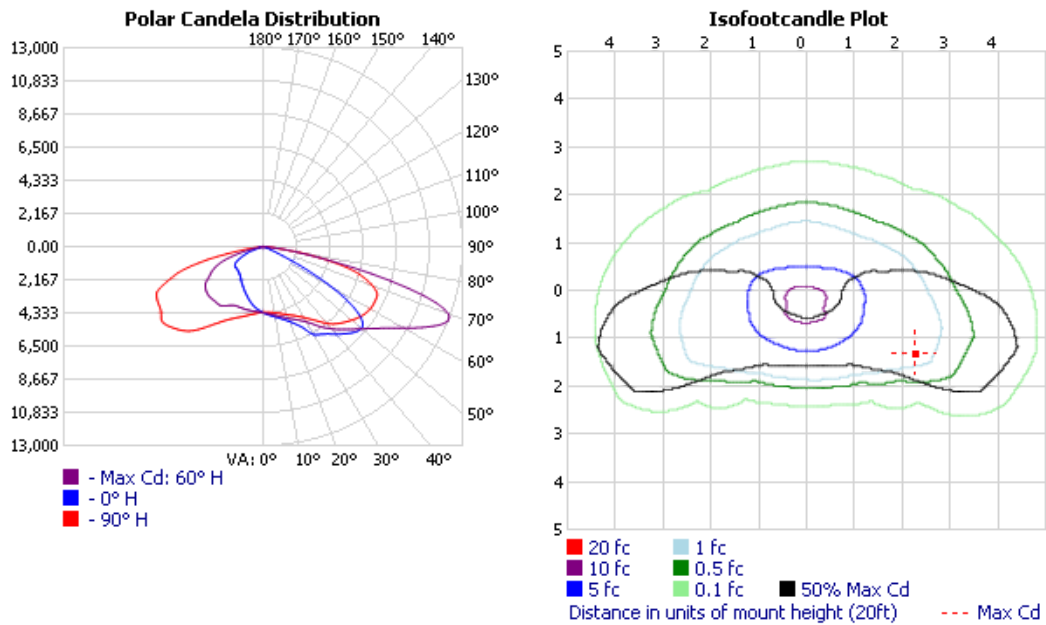 Polar Candela Distribution
180° 170° 160° 150° 140°
13,000
10,833
8,667
6,500
4,333
2,167
0.00
2,167
4,333
6,500
8,667
10,833
13,000
130°
120°
110°
100°
90°
80°
70°
60°
50°
VA: 0° 10° 20° 30° 40°
- Max Cd: 60° H
- 0° H
- 90° H
Isofootcandle Plot
4 3 2 1 0 1 2 3 4
5
4
3
2
1
0
1
2
3
4
5
20 fc 1 fc
10 fc 0.5 fc
5 fc 0.1 fc 50% Max Cd
Distance in units of mount height (20ft) --- Max Cd